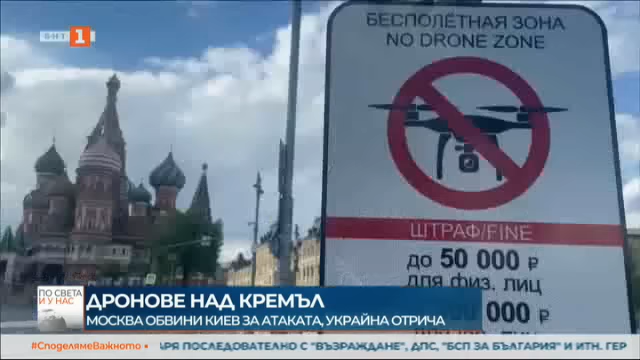 БНТ 1
БЕСПОЛЁТНАЯ ЗОНА
NO DRONE ZONE
ШТРАФ/FINE
до 50 000 ₽
для физ. лиц
ПО СВЕТА
И У НАС
ДРОНОВЕ НАД КРЕМЪЛ
МОСКВА ОБВИНИ КИЕВ ЗА АТАКАТА, УКРАЙНА ОТРИЧА
#СподелямеВажното ПОСЛЕДОВАТЕЛНО С "ВЪЗРАЖДАНЕ", ДПС, "БСП ЗА БЪЛГАРИЯ" И ИТН. ГЕР